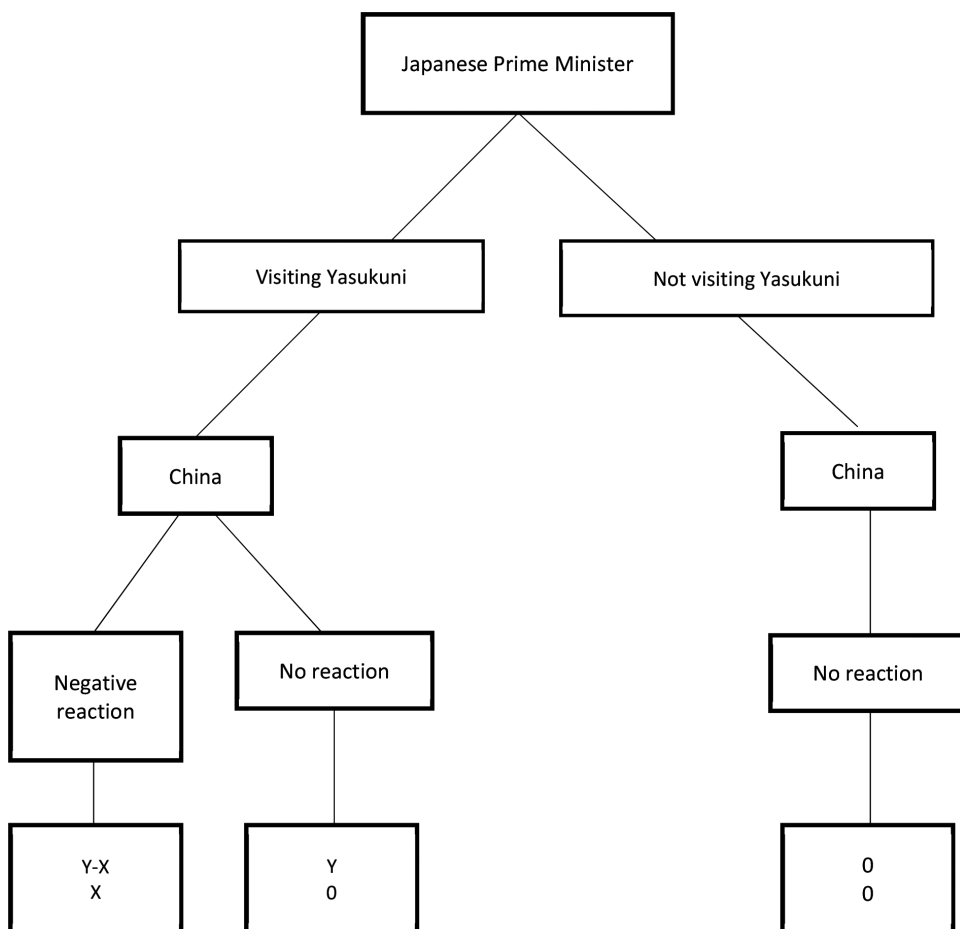 Japanese Prime Minister
Visiting Yasukuni
Not visiting Yasukuni
China
China
Negative
reaction
No reaction
No reaction
Y-X
X
Y
0
0
0